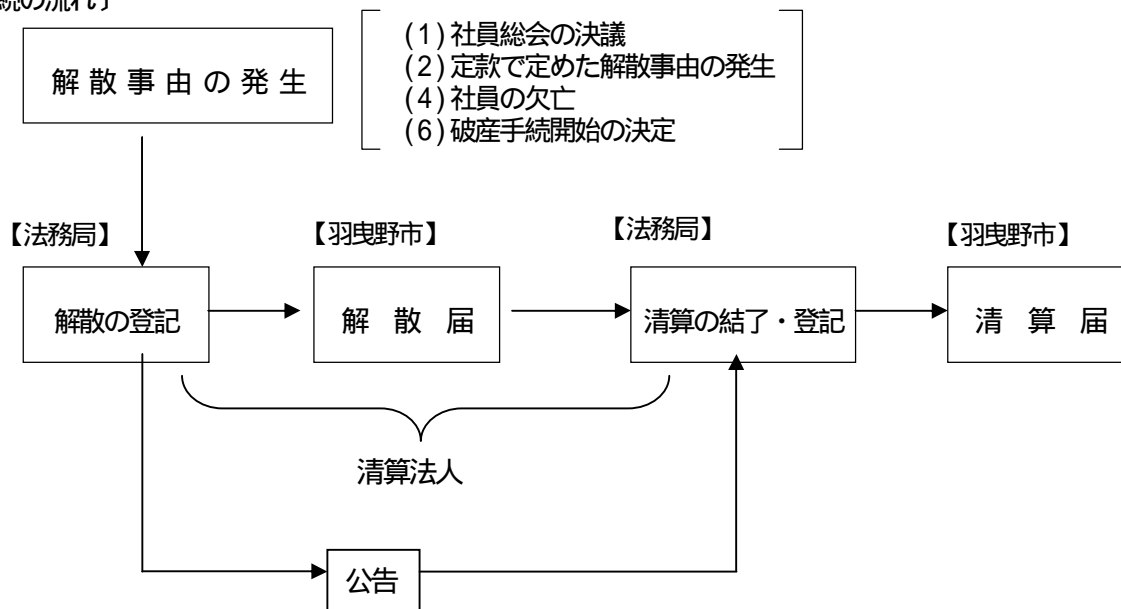 続の流れ】
(1)社員総会の決議
(2)定款で定めた解散事由の発生
(4)社員の欠亡
(6)破産手続開始の決定
解散事由の発生
【法務局】
【羽曳野市】
【法務局】
【羽曳野市】
解散の登記
解散届
清算の結了・登記
清算届
清算法人
公告